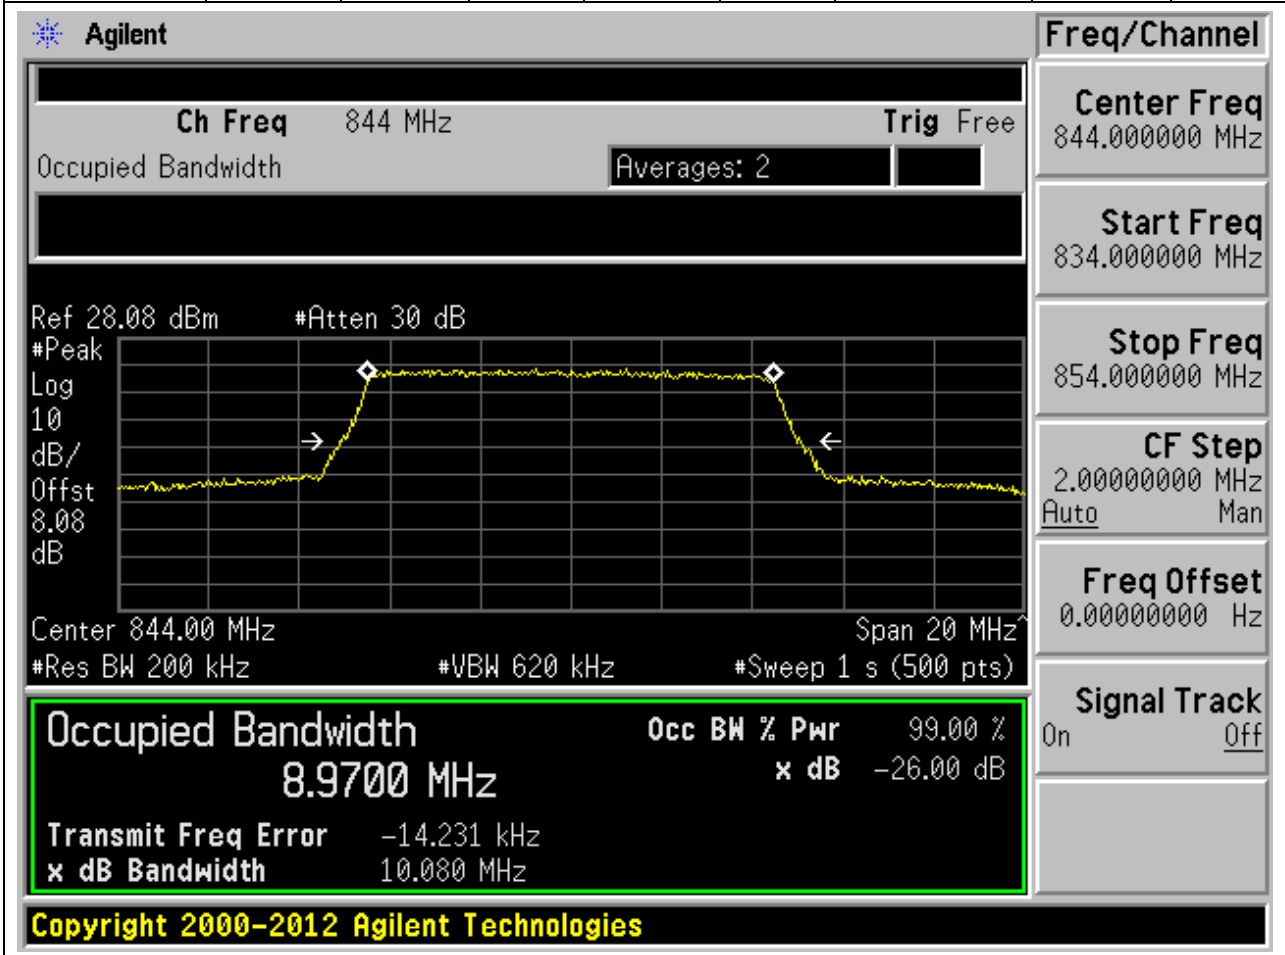 Agilent
Freq/Channel
Ch Freq 844 MHz Trig Free
Occupied Bandwidth Averages: 2
Center Freq
844.000000 MHz
Start Freq
834.000000 MHz
Stop Freq
854.000000 MHz
CF Step
2.00000000 MHz
Auto Man
Freq Offset
0.00000000 Hz
Signal Track
On Off
Ref 28.08 dBm #Atten 30 dB
#Peak
Log
10
dB/
Offst
8.08
dB
Center 844.00 MHz Span 20 MHz^
#Res BW 200 kHz #VBW 620 kHz #Sweep 1 s (500 pts)
Occupied Bandwidth Occ BW % Pwr 99.00 %
8.9700 MHz x dB -26.00 dB
Transmit Freq Error -14.231 kHz
x dB Bandwidth 10.080 MHz
Copyright 2000-2012 Agilent Technologies